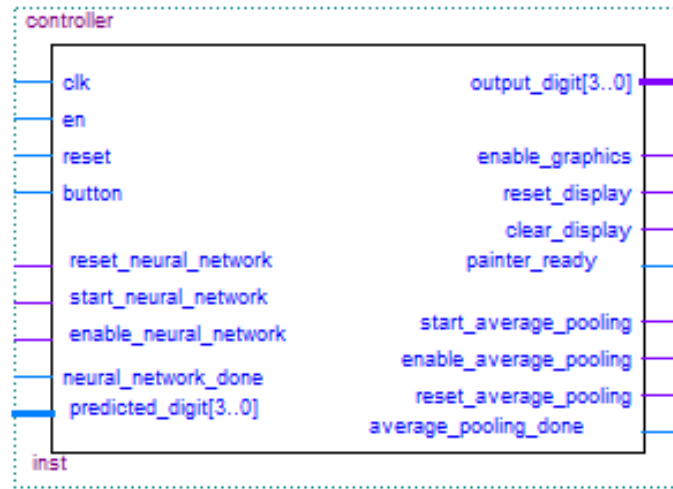 controller
clk
output_digit[3..0]
en
reset
enable_graphics
button
reset_display
clear_display
reset_neural_network
painter_ready
start_neural_network
start_average_pooling
enable_neural_network
enable_average_pooling
neural_network_done
reset_average_pooling
predicted_digit[3..0]
average_pooling_done
inst